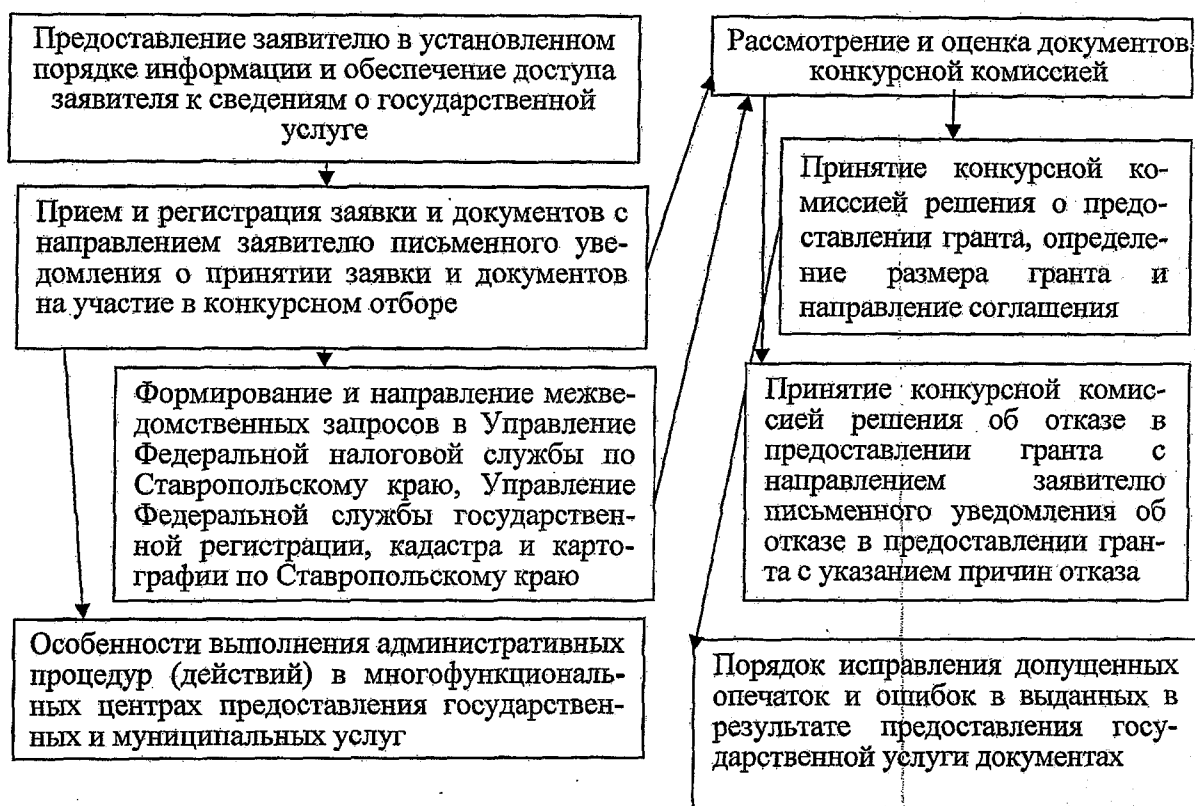 Предоставление заявителю в установленном
порядке информации и обеспечение доступа
заявителя к сведениям о государственной
услуге
Прием и регистрация заявки и документов с
направлением заявителю письменного уве-
домления о принятии заявки и документов
на участие в конкурсном отборе
Формирование и направление межве-
домственных запросов в Управление
Федеральной налоговой службы по
Ставропольскому краю, Управление
Федеральной службы государствен-
ной регистрации, кадастра и карто-
графии по Ставропольскому краю
Особенности выполнения административных
процедур (действий) в многофункциональ-
ных центрах предоставления государствен-
ных и муниципальных услуг
Рассмотрение и оценка документов
конкурсной комиссией
Принятие конкурсной ко-
миссией решения о предо-
ставлении гранта, определе-
ние размера гранта и
направление соглашения
Принятие конкурсной комис-
сией решения об отказе в
предоставлении гранта с
направлением заявителю
письменного уведомления об
отказе в предоставлении гран-
та с указанием причин отказа
Порядок исправления допущенных
опечаток и ошибок в выданных в
результате предоставления госу-
дарственной услуги документах